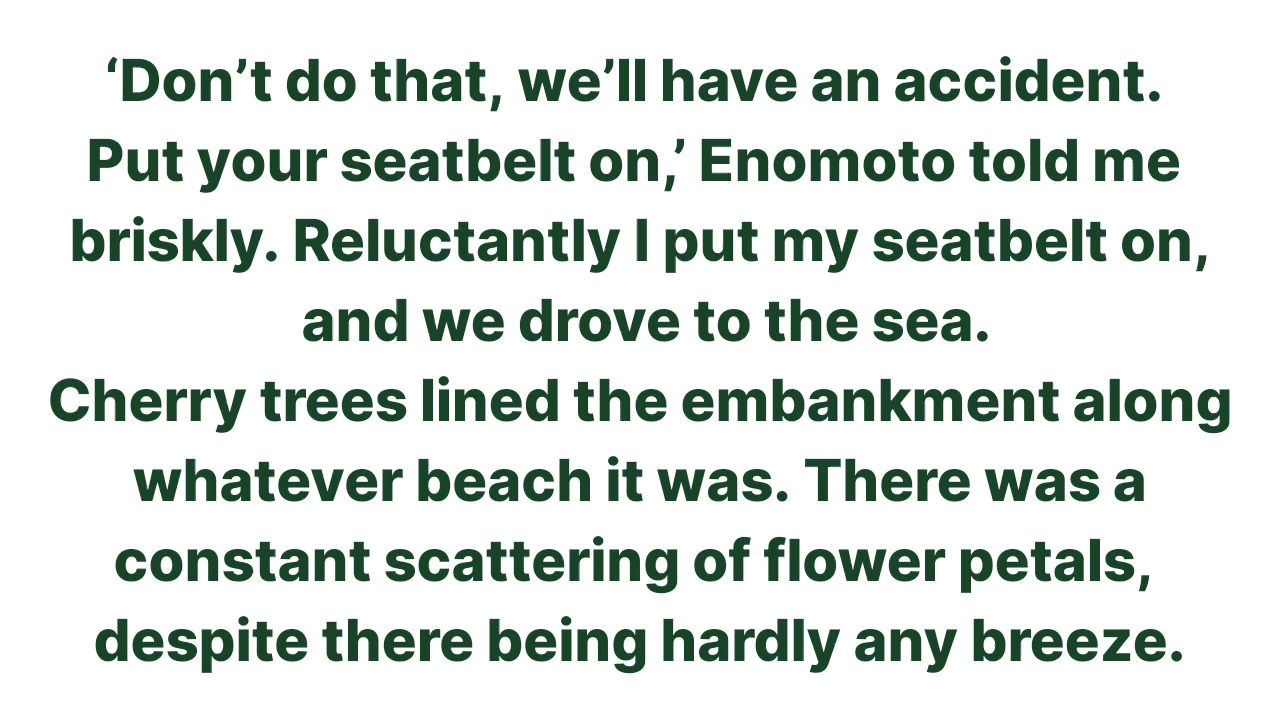 ‘Don’t do that, we’ll have an accident.
Put your seatbelt on,’ Enomoto told me
briskly. Reluctantly I put my seatbelt on,
and we drove to the sea.
Cherry trees lined the embankment along
whatever beach it was. There was a
constant scattering of flower petals,
despite there being hardly any breeze.